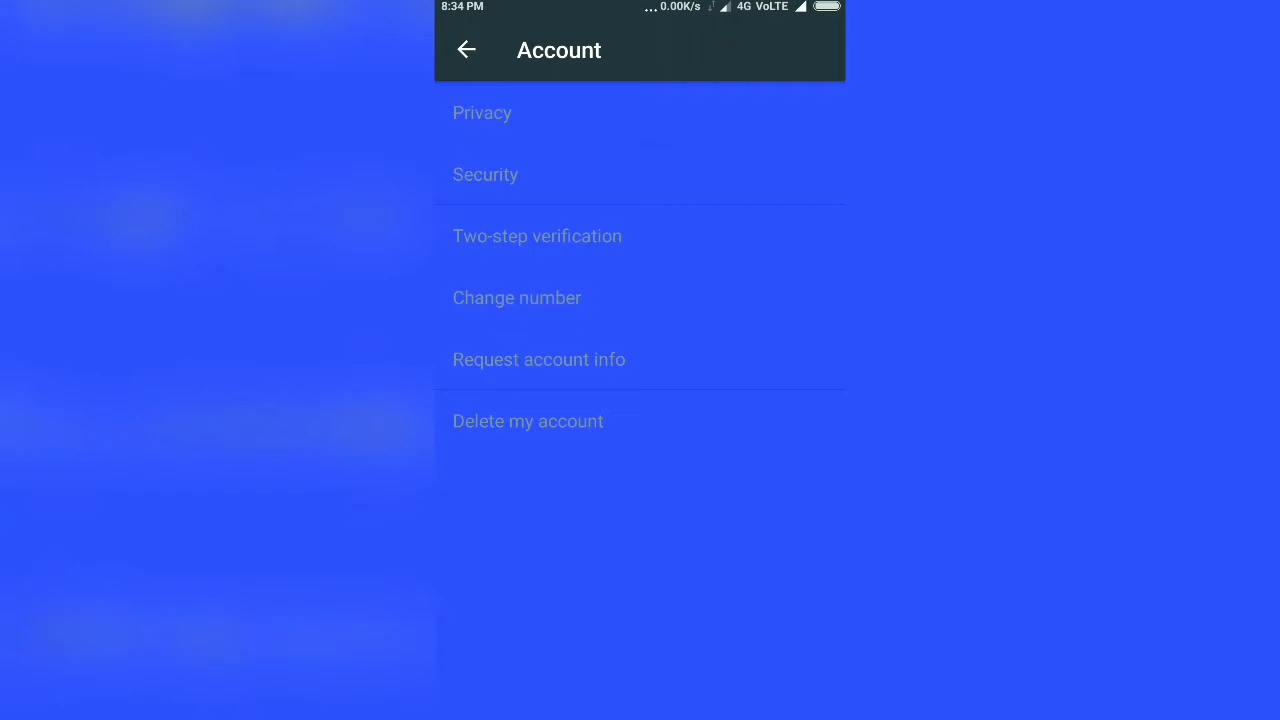 8:34 PM ... 0.00K/s 4G VoLTE
Account
Privacy
Security
Two-step verification
Change number
Request account info
Delete my account